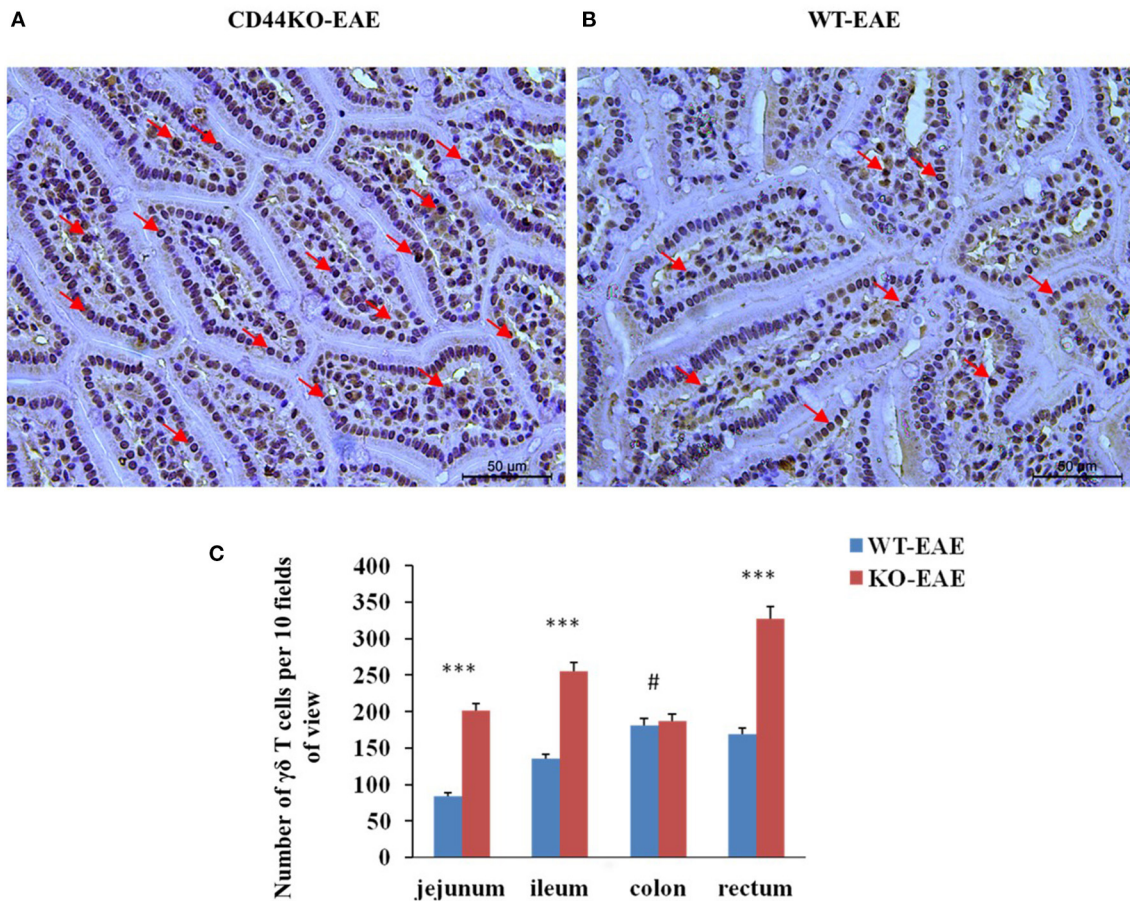 A
CD44KO-EAE
B
WT-EAE
50 µm
50 µm
C
Number of γδ T cells per 10 fields
of view
400
350
300
250
200
150
100
50
0
***
***
#
***
jejunum
ileum
colon
rectum
WT-EAE
KO-EAE